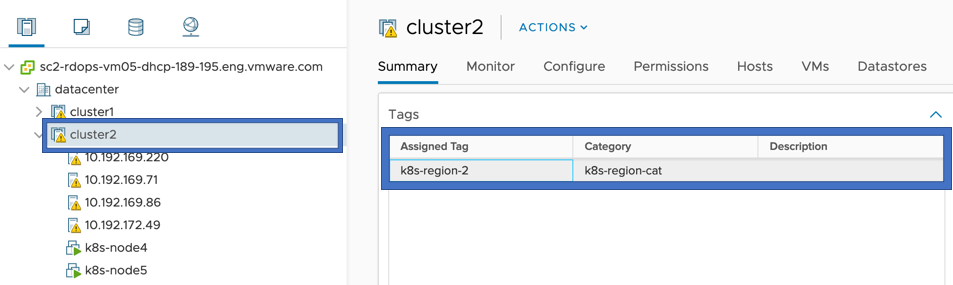 sc2-rdops-vm05-dhcp-189-195.eng.vmware.com
datacenter
cluster1
cluster2
10.192.169.220
10.192.169.71
10.192.169.86
10.192.172.49
k8s-node4
k8s-node5
cluster2 ACTIONS
Summary Monitor Configure Permissions Hosts VMs Datastores
Tags
Assigned Tag Category Description
k8s-region-2 k8s-region-cat